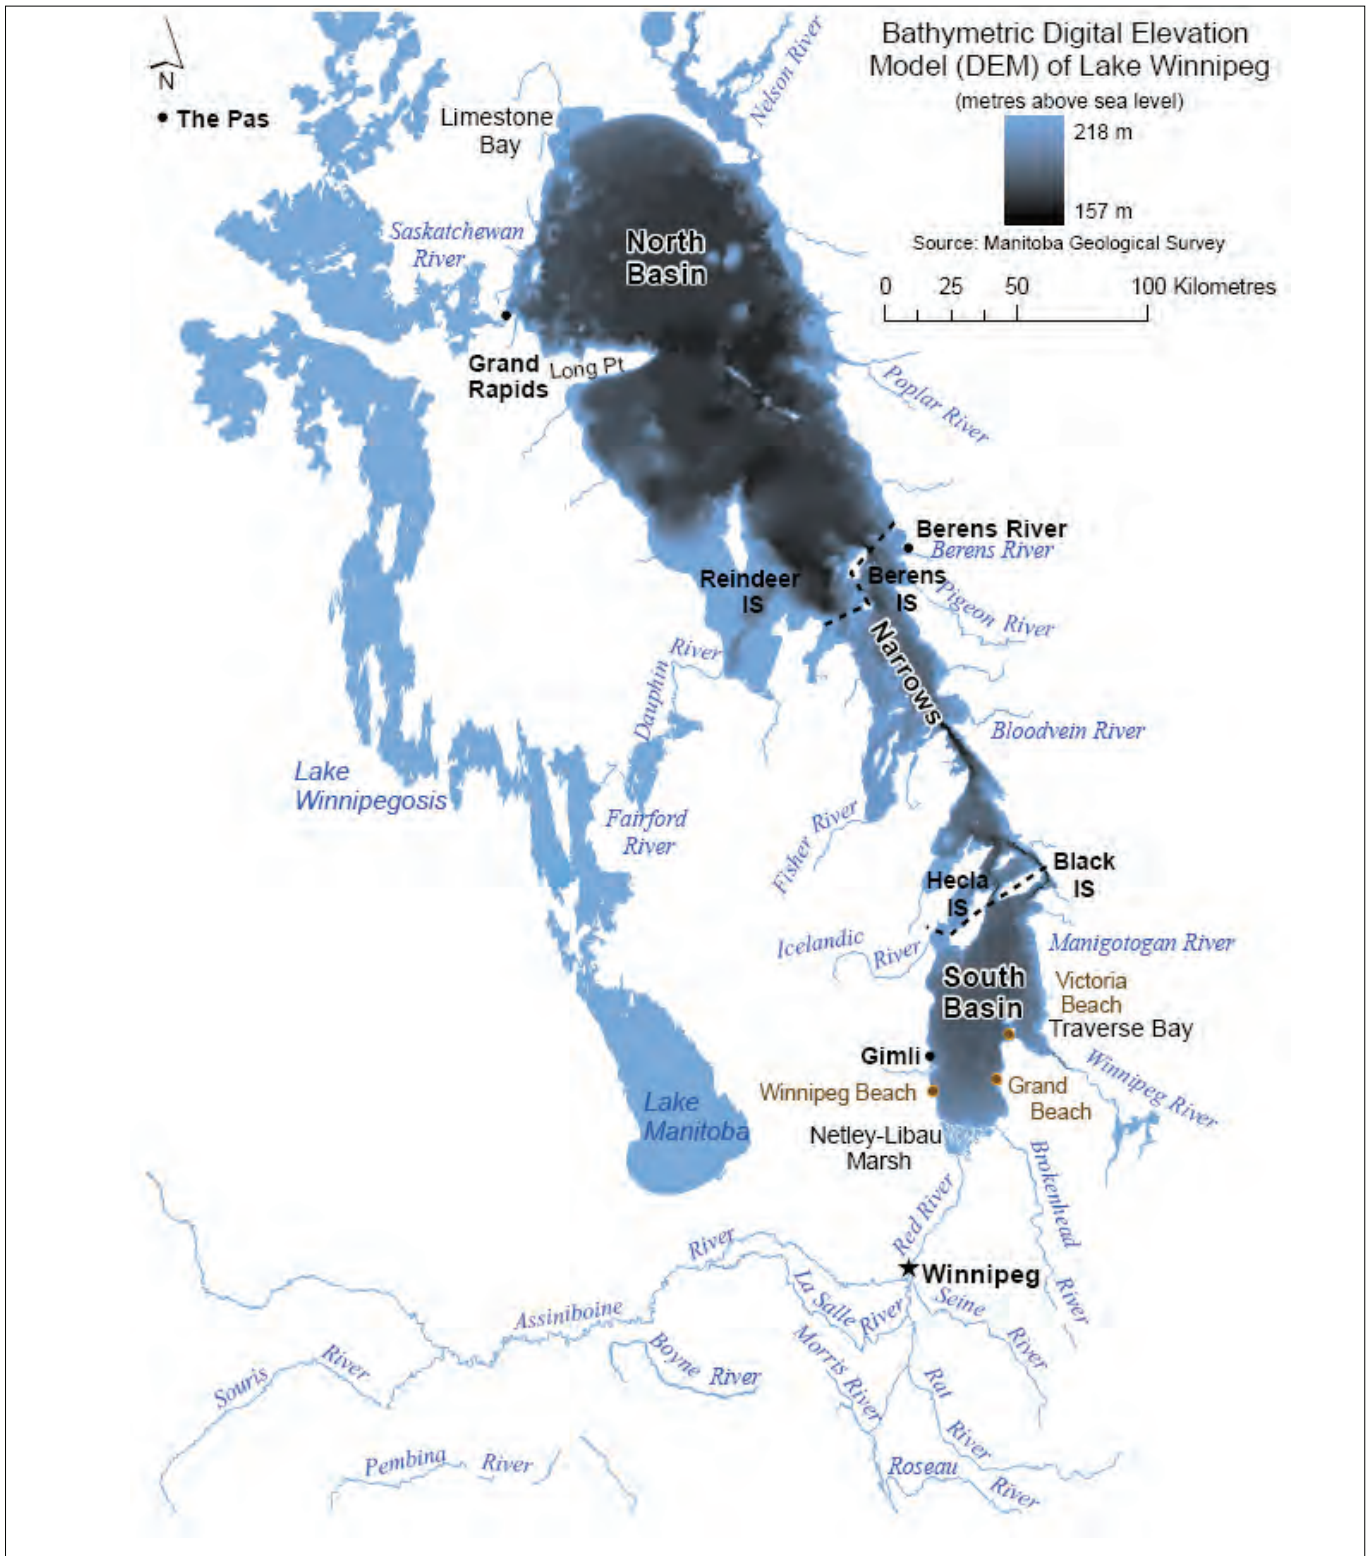 Bathymetric Digital Elevation
Model (DEM) of Lake Winnipeg
(metres above sea level)
218 m
157 m
Source: Manitoba Geological Survey
0 25 50 100 Kilometres
N
The Pas
Limestone
Bay
Nelson River
Saskatchewan
River
North
Basin
Grand
Rapids
Long Pt
Poplar River
Berens River
Berens River
Reindeer
IS
Berens
IS
Pigeon River
Narrows
Dauphin River
Bloodvein River
Lake
Winnipegosis
Fairford
River
Fisher River
Black
IS
Hecla
IS
Icelandic River
Manigotogan River
South
Basin
Victoria
Beach
Traverse Bay
Gimli
Winnipeg Beach
Grand
Beach
Winnipeg River
Lake
Manitoba
Netley-Libau
Marsh
Brokenhead River
Red River
Winnipeg
Assiniboine River
La Salle River
Seine River
Souris River
Boyne River
Morris River
Rat River
Pembina River
Roseau River